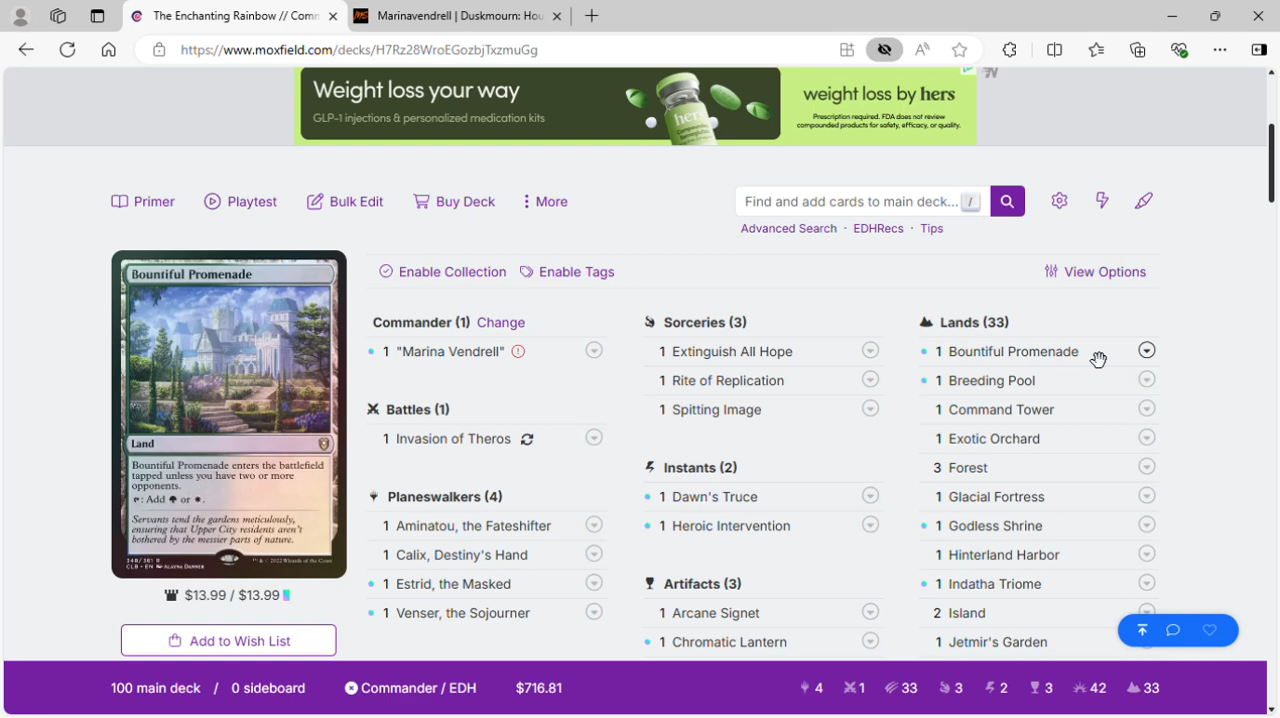 The Enchanting Rainbow // Comm
Marinavendrell | Duskmourn: Hou
https://www.moxfield.com/decks/H7Rz28WroEGozbjTxzmuGg
Weight loss your way
GLP-1 injections & personalized medication kits
weight loss by hers
Prescription required. FDA does not review
compounded products for safety, efficacy, or quality.
Primer
Playtest
Bulk Edit
Buy Deck
More
Find and add cards to main deck... /
Advanced Search · EDHRecs · Tips
Enable Collection
Enable Tags
View Options
Bountiful Promenade
Land
Bountiful Promenade enters the battlefield
tapped unless you have two or more
opponents.
: Add or .
Servants tend the gardens meticulously,
ensuring that Upper City residents aren't
bothered by the messier parts of nature.
$13.99 / $13.99
Add to Wish List
Commander (1) Change
1 "Marina Vendrell"
Battles (1)
1 Invasion of Theros
Planeswalkers (4)
1 Aminatou, the Fateshifter
1 Calix, Destiny's Hand
1 Estrid, the Masked
1 Venser, the Sojourner
Sorceries (3)
1 Extinguish All Hope
1 Rite of Replication
1 Spitting Image
Instants (2)
1 Dawn's Truce
1 Heroic Intervention
Artifacts (3)
1 Arcane Signet
1 Chromatic Lantern
Lands (33)
1 Bountiful Promenade
1 Breeding Pool
1 Command Tower
1 Exotic Orchard
3 Forest
1 Glacial Fortress
1 Godless Shrine
1 Hinterland Harbor
1 Indatha Triome
2 Island
1 Jetmir's Garden
100 main deck / 0 sideboard
Commander / EDH
$716.81
4
1
33
3
2
3
42
33